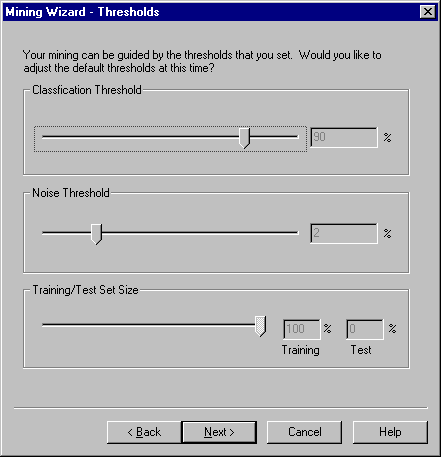 Mining Wizard - Thresholds
Your mining can be guided by the thresholds that you set. Would you like to
adjust the default thresholds at this time?
Classfication Threshold
90 %
Noise Threshold
2 %
Training/Test Set Size
100 % 0 %
Training Test
< Back Next > Cancel Help